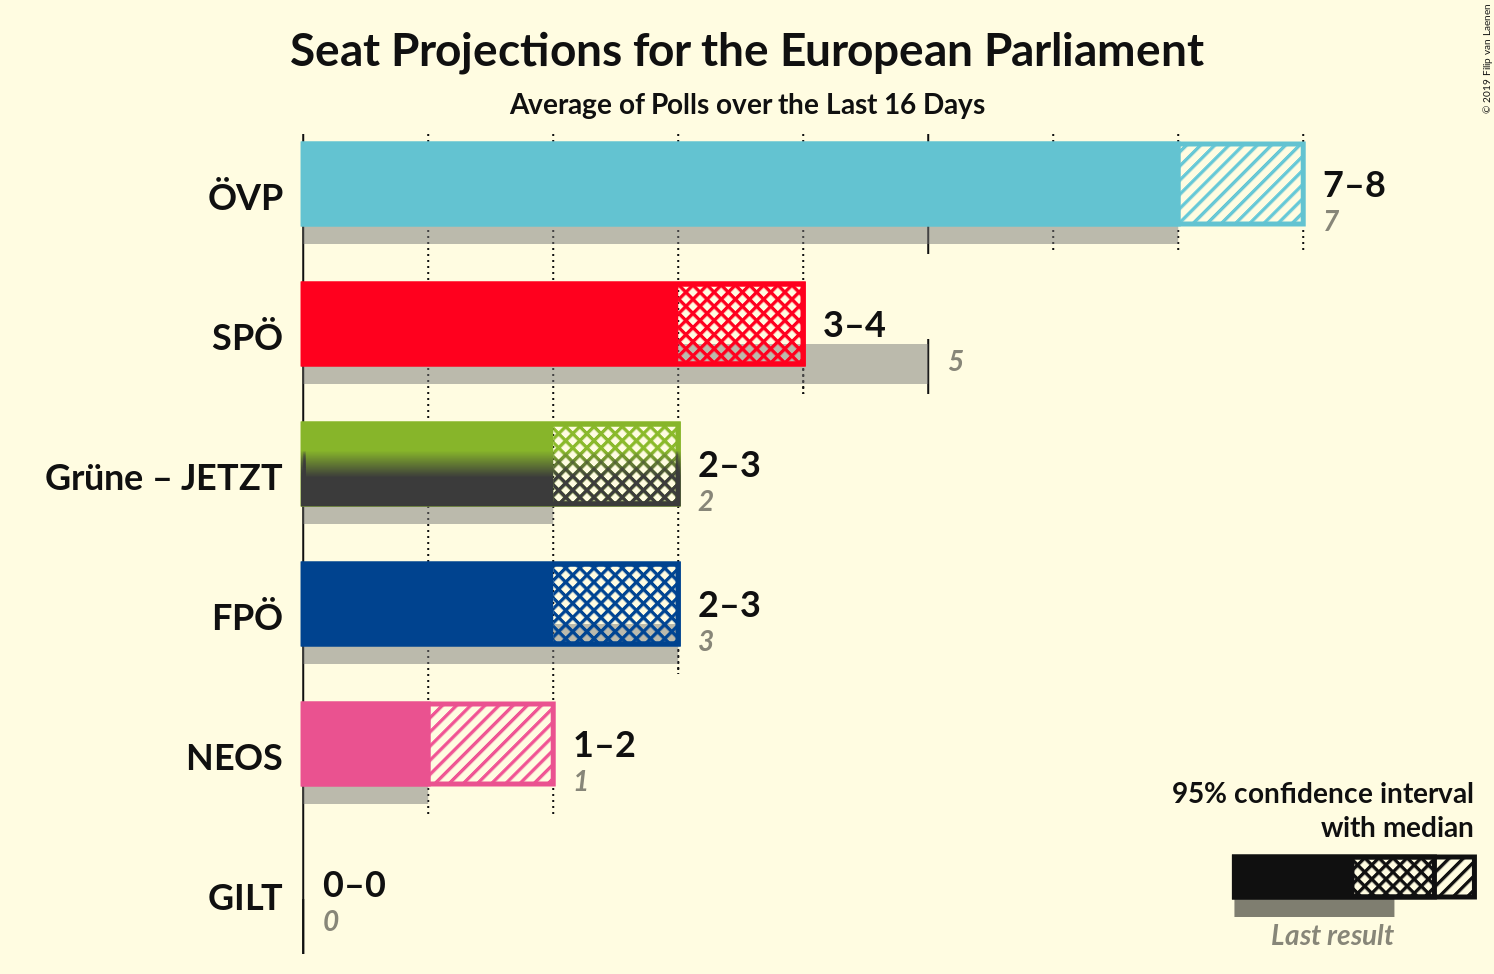 Seat Projections for the European Parliament
Average of Polls over the Last 16 Days
© 2019 Filip van Laenen
ÖVP
7–8
7
SPÖ
3–4
5
Grüne – JETZT
2–3
2
FPÖ
2–3
3
NEOS
1–2
1
GILT
0–0
0
95% confidence interval
with median
Last result